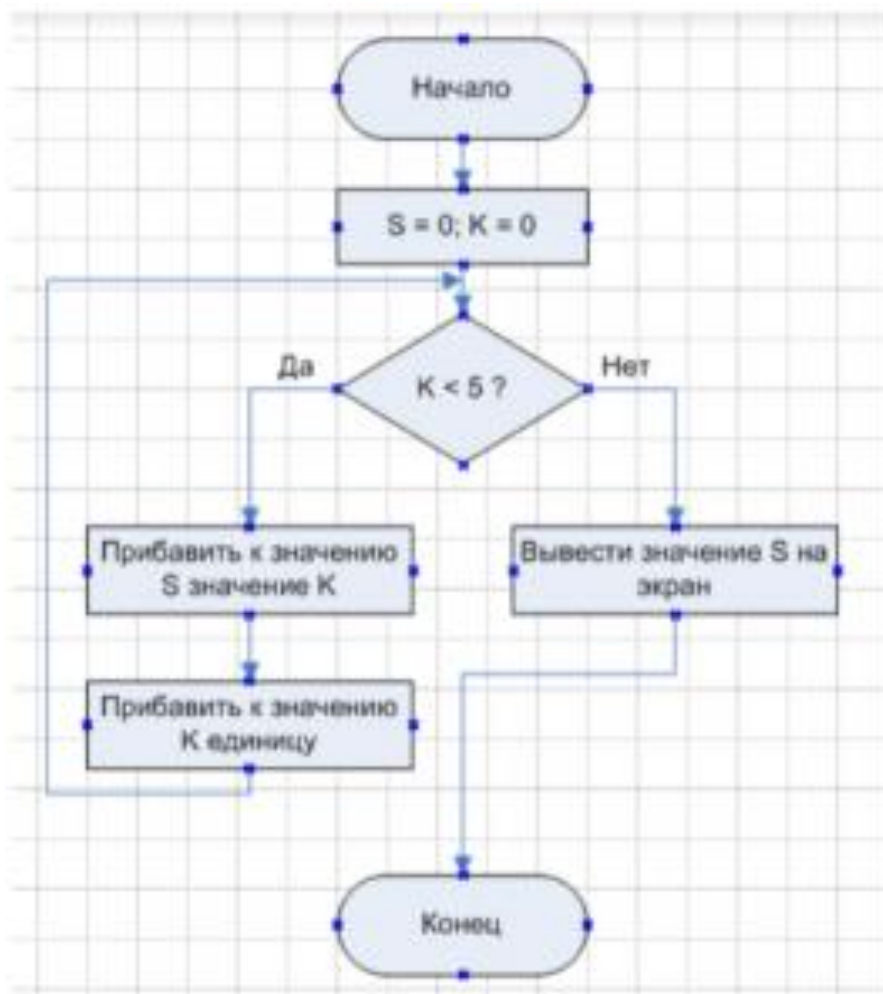 Начало
S = 0; K = 0
Да
K < 5 ?
Нет
Прибавить к значению
S значение K
Вывести значение S на
экран
Прибавить к значению
K единицу
Конец